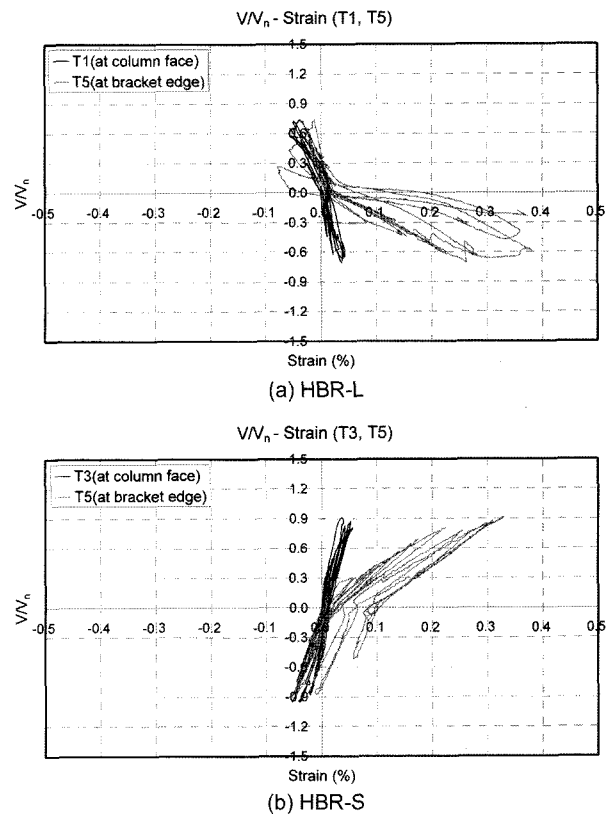 V/Vn - Strain (T1, T5)
1.5
T1(at column face)
T5(at bracket edge)
1.2
0.9
0.6
0.3
V/Vn
0.0
-0.5 -0.4 -0.3 -0.2 -0.1 0.0 0.1 0.2 0.3 0.4 0.5
-0.3
-0.6
-0.9
-1.2
-1.5
Strain (%)
(a) HBR-L
V/Vn - Strain (T3, T5)
1.5
T3(at column face)
T5(at bracket edge)
1.2
0.9
0.6
0.3
V/Vn
0.0
-0.5 -0.4 -0.3 -0.2 -0.1 0.0 0.1 0.2 0.3 0.4 0.5
-0.3
-0.6
-0.9
-1.2
-1.5
Strain (%)
(b) HBR-S